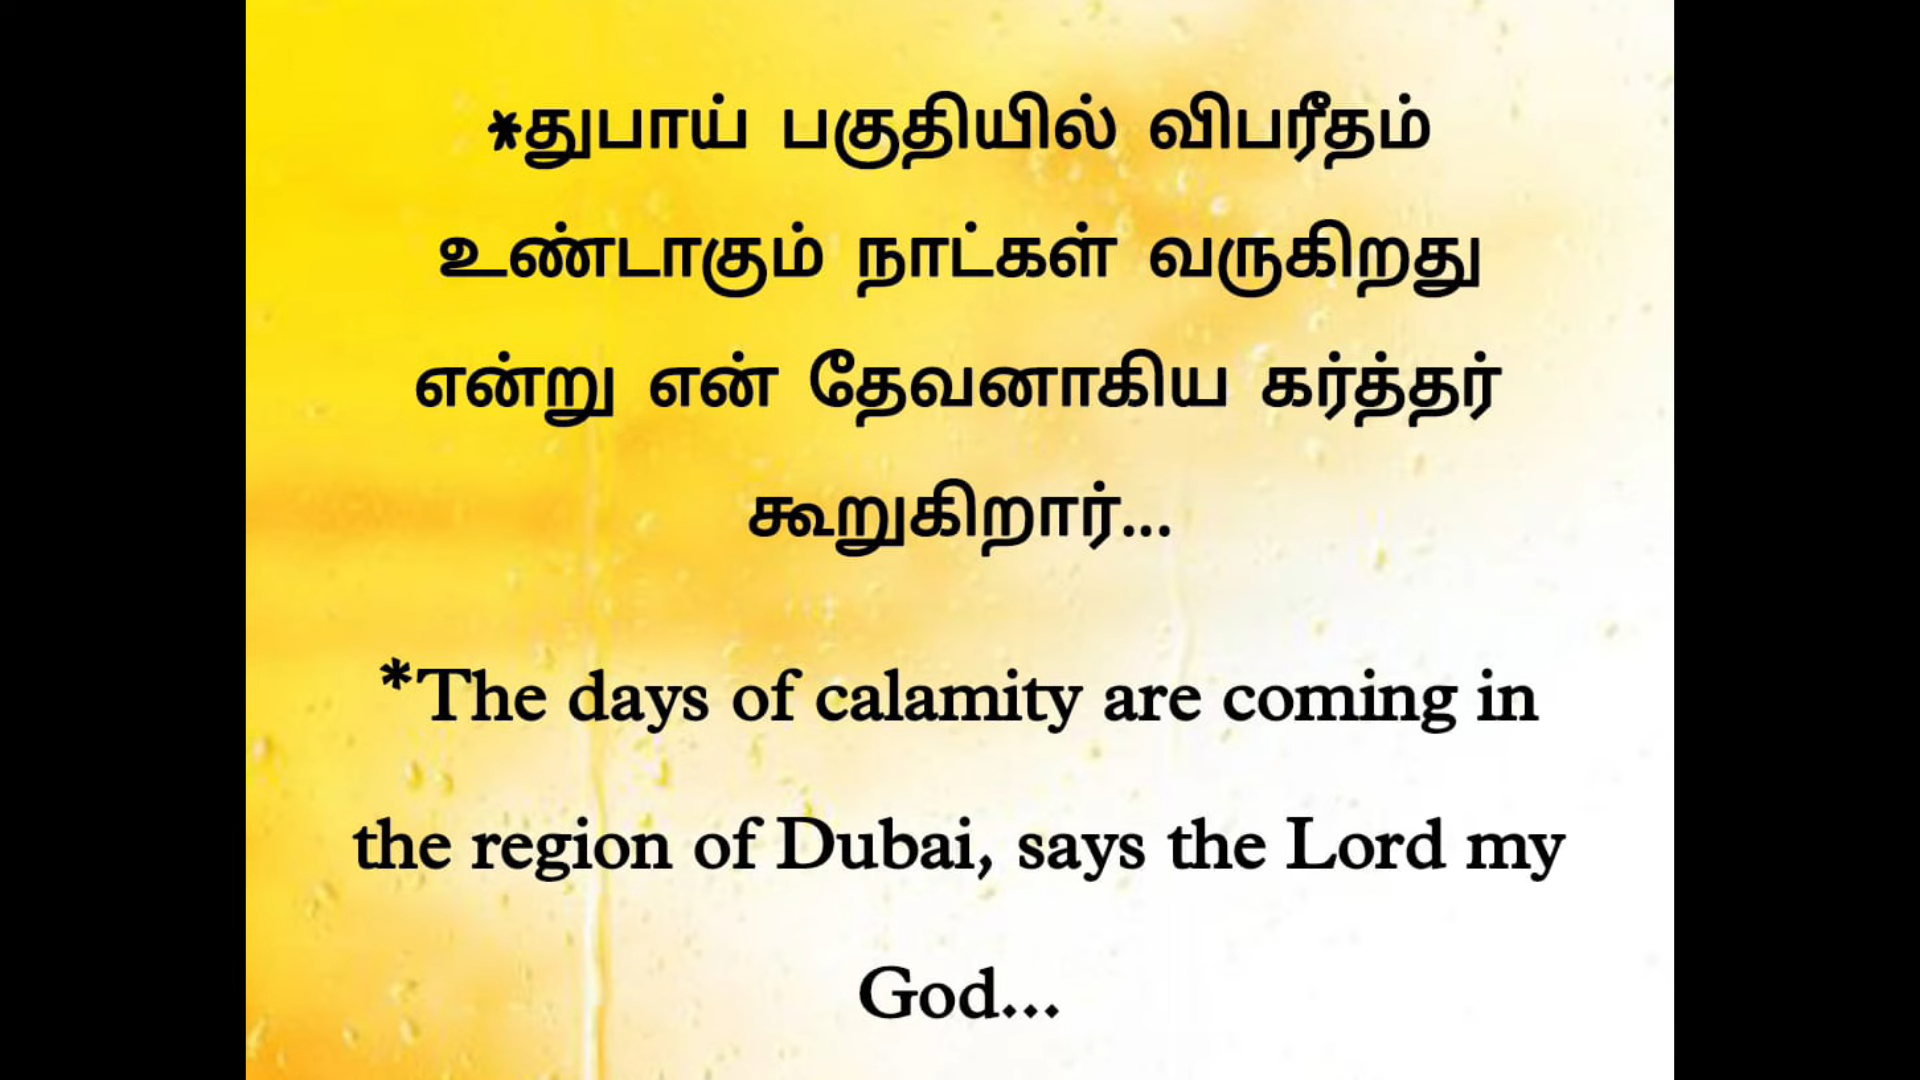 *துபாய் பகுதியில் விபரீதம்
உண்டாகும் நாட்கள் வருகிறது
என்று என் தேவனாகிய கர்த்தர்
கூறுகிறார்...
*The days of calamity are coming in
the region of Dubai, says the Lord my
God...